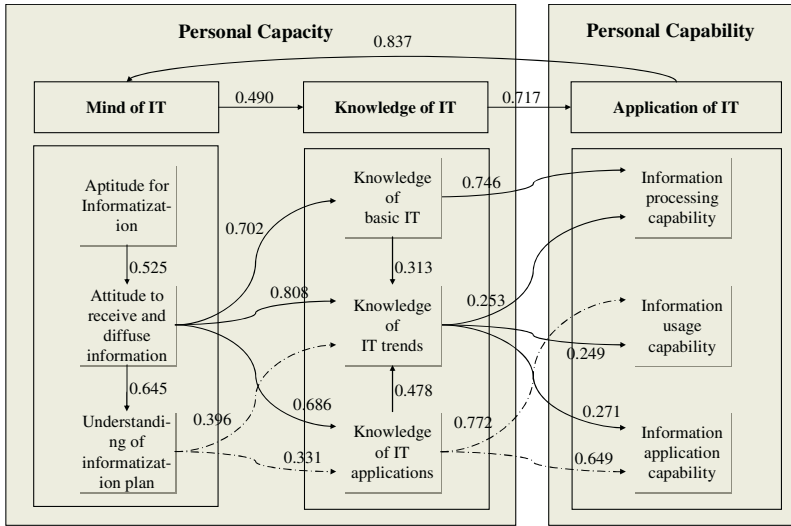 Personal Capacity
Personal Capability
0.837
Mind of IT
0.490
Knowledge of IT
0.717
Application of IT
Aptitude for
Informatizat-
ion
0.525
Attitude to
receive and
diffuse
information
0.645
Understandi-
ng of
informatizat-
ion plan
0.702
0.808
0.686
0.396
0.331
Knowledge
of
basic IT
0.313
Knowledge
of
IT trends
0.478
Knowledge
of IT
applications
0.746
0.253
0.249
0.271
0.772
0.649
Information
processing
capability
Information
usage
capability
Information
application
capability